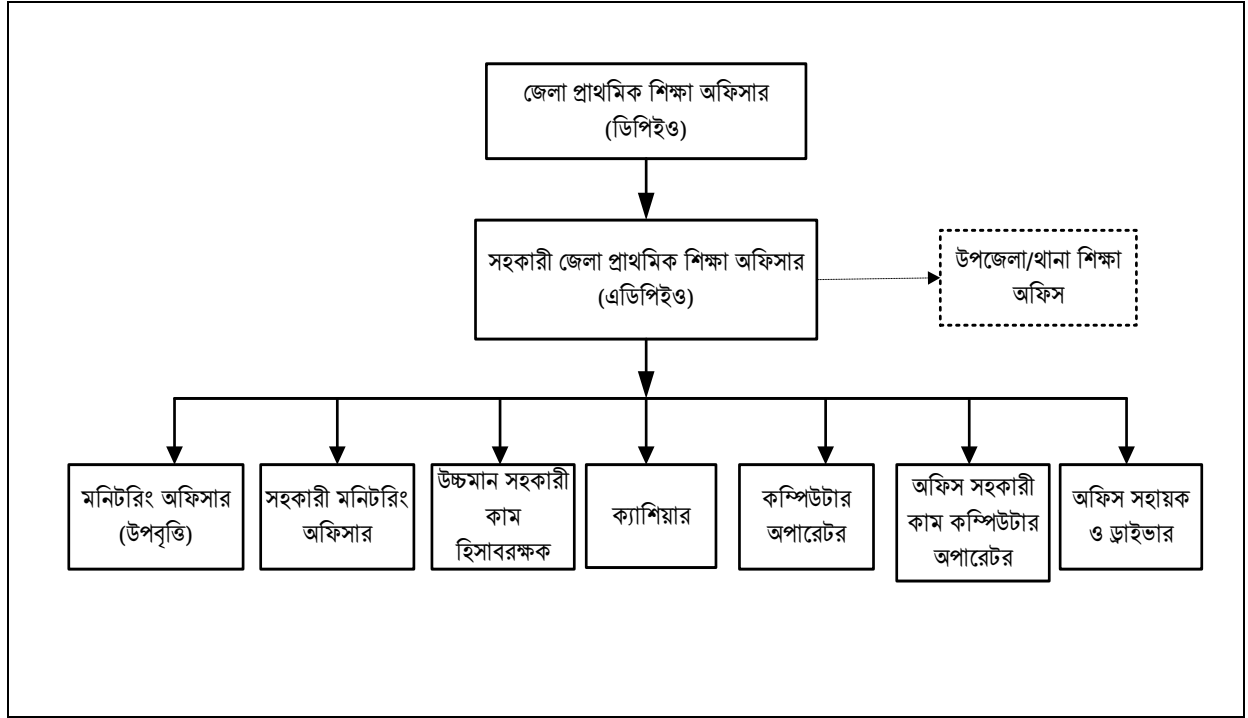 জেলা প্রাথমিক শিক্ষা অফিসার
(ডিপিইও)
সহকারী জেলা প্রাথমিক শিক্ষা অফিসার
(এডিপিইও)
উপজেলা/থানা শিক্ষা
অফিস
মনিটরিং অফিসার
(উপবৃত্তি)
সহকারী মনিটরিং
অফিসার
উচ্চমান সহকারী
কাম
হিসাবরক্ষক
ক্যাশিয়ার
কম্পিউটার
অপারেটর
অফিস সহকারী
কাম কম্পিউটার
অপারেটর
অফিস সহায়ক
ও ড্রাইভার